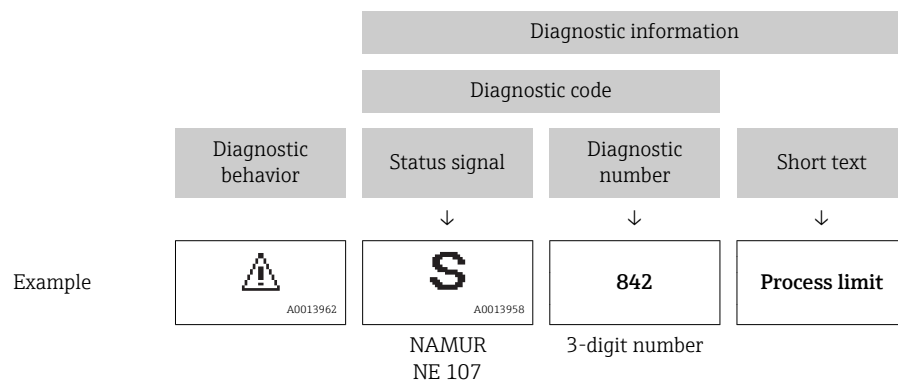 Diagnostic information
Diagnostic code
Diagnostic
behavior
Status signal
Diagnostic
number
Short text
↓
↓
↓
Example
A0013962
S
A0013958
842
Process limit
NAMUR
NE 107
3-digit number